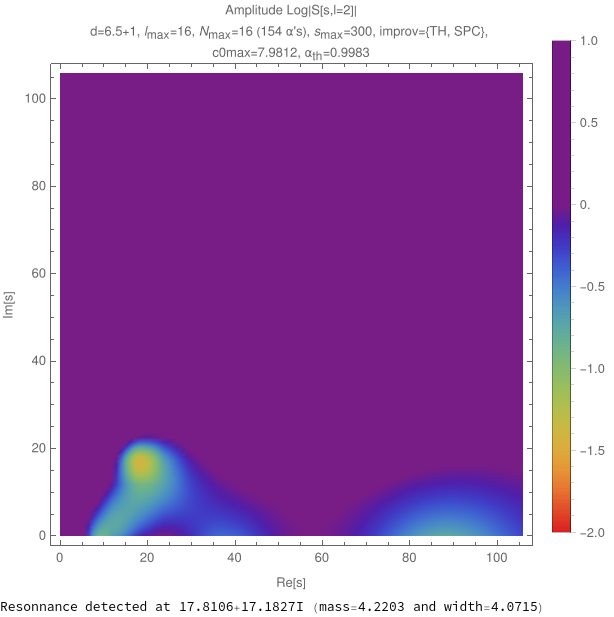 Amplitude Log|S[s,l=2]|
d=6.5+1, lmax=16, Nmax=16 (154 α's), smax=300, improv={TH, SPC},
c0max=7.9812, αth=0.9983
1.0
0.5
0.
-0.5
-1.0
-1.5
-2.0
100
80
60
40
20
0
Im[s]
0 20 40 60 80 100
Re[s]
Resonnance detected at 17.8106+17.1827I (mass=4.2203 and width=4.0715)